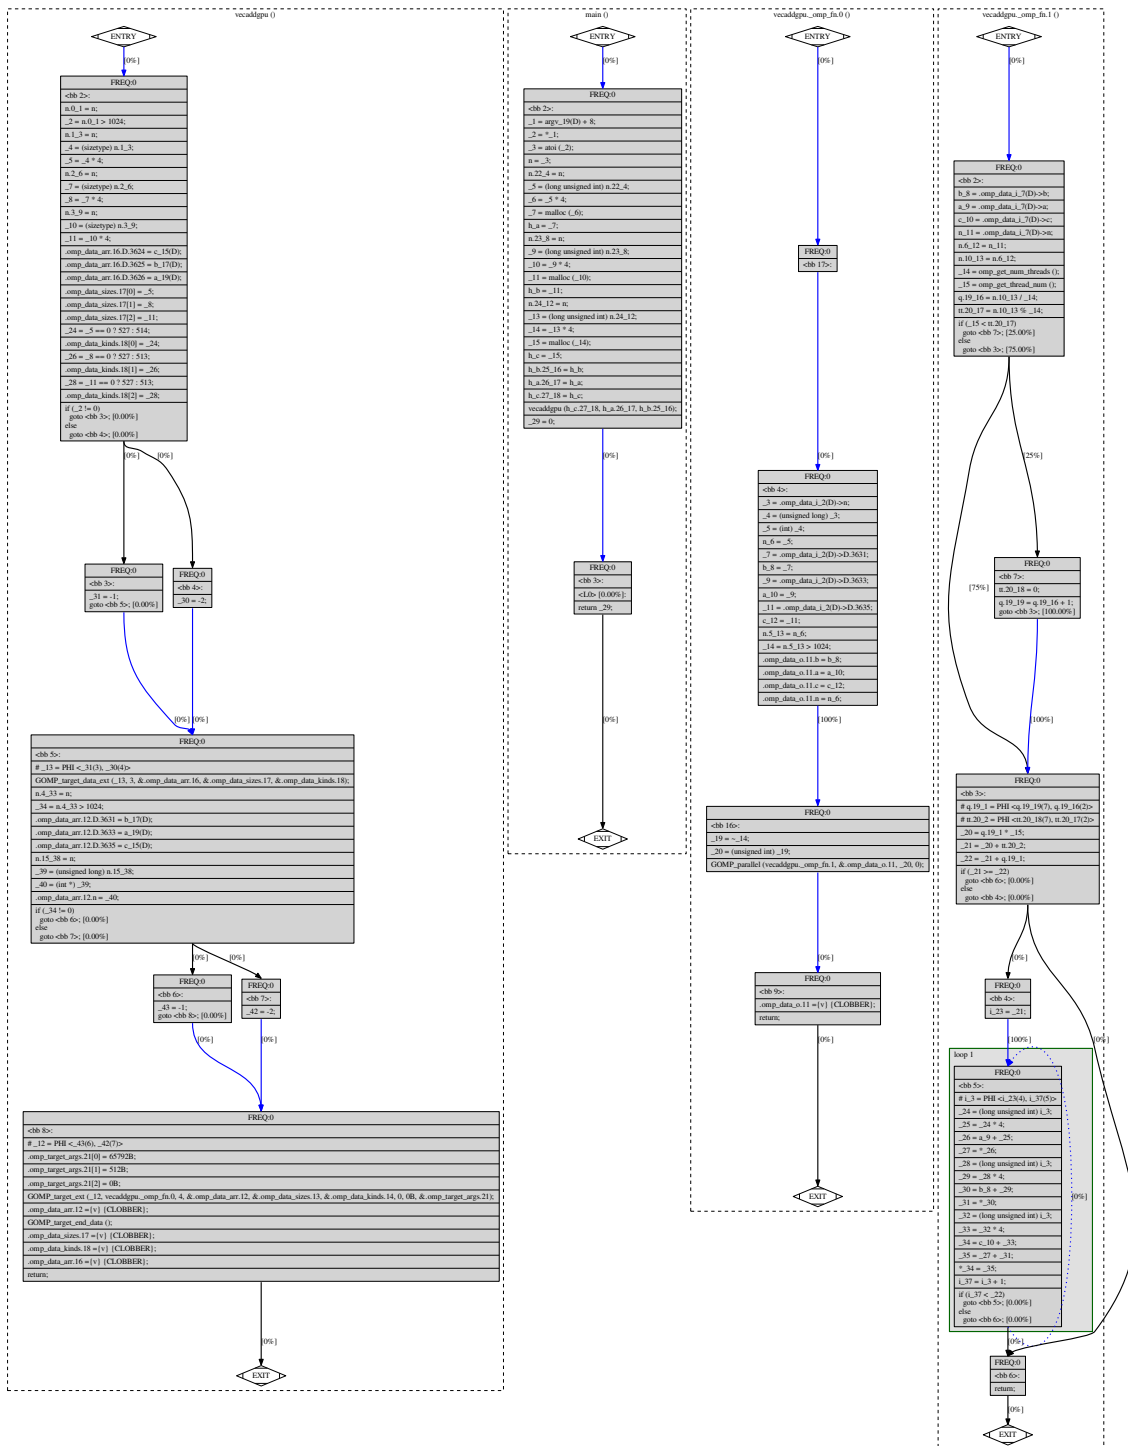 vecaddgpu ()
ENTRY
[0%]
FREQ:0
<bb 2>:
n.0_1 = n;
_2 = n.0_1 > 1024;
n.1_3 = n;
_4 = (sizetype) n.1_3;
_5 = _4 * 4;
n.2_6 = n;
_7 = (sizetype) n.2_6;
_8 = _7 * 4;
n.3_9 = n;
_10 = (sizetype) n.3_9;
_11 = _10 * 4;
.omp_data_arr.16.D.3624 = c_15(D);
.omp_data_arr.16.D.3625 = b_17(D);
.omp_data_arr.16.D.3626 = a_19(D);
.omp_data_sizes.17[0] = _5;
.omp_data_sizes.17[1] = _8;
.omp_data_sizes.17[2] = _11;
_24 = _5 == 0 ? 527 : 514;
.omp_data_kinds.18[0] = _24;
_26 = _8 == 0 ? 527 : 513;
.omp_data_kinds.18[1] = _26;
_28 = _11 == 0 ? 527 : 513;
.omp_data_kinds.18[2] = _28;
if (_2 != 0)
goto <bb 3>; [0.00%]
else
goto <bb 4>; [0.00%]
[0%]
[0%]
FREQ:0
<bb 3>:
_31 = -1;
goto <bb 5>; [0.00%]
FREQ:0
<bb 4>:
_30 = -2;
[0%]
[0%]
FREQ:0
<bb 5>:
# _13 = PHI <_31(3), _30(4)>
GOMP_target_data_ext (_13, 3, &.omp_data_arr.16, &.omp_data_sizes.17, &.omp_data_kinds.18);
n.4_33 = n;
_34 = n.4_33 > 1024;
.omp_data_arr.12.D.3631 = b_17(D);
.omp_data_arr.12.D.3633 = a_19(D);
.omp_data_arr.12.D.3635 = c_15(D);
n.15_38 = n;
_39 = (unsigned long) n.15_38;
_40 = (int *) _39;
.omp_data_arr.12.n = _40;
if (_34 != 0)
goto <bb 6>; [0.00%]
else
goto <bb 7>; [0.00%]
[0%]
[0%]
FREQ:0
<bb 6>:
_43 = -1;
goto <bb 8>; [0.00%]
FREQ:0
<bb 7>:
_42 = -2;
[0%]
[0%]
FREQ:0
<bb 8>:
# _12 = PHI <_43(6), _42(7)>
.omp_target_args.21[0] = 65792B;
.omp_target_args.21[1] = 512B;
.omp_target_args.21[2] = 0B;
GOMP_target_ext (_12, vecaddgpu._omp_fn.0, 4, &.omp_data_arr.12, &.omp_data_sizes.13, &.omp_data_kinds.14, 0, 0B, &.omp_target_args.21);
.omp_data_arr.12 ={v} {CLOBBER};
GOMP_target_end_data ();
.omp_data_sizes.17 ={v} {CLOBBER};
.omp_data_kinds.18 ={v} {CLOBBER};
.omp_data_arr.16 ={v} {CLOBBER};
return;
[0%]
EXIT
main ()
ENTRY
[0%]
FREQ:0
<bb 2>:
_1 = argv_19(D) + 8;
_2 = *_1;
_3 = atoi (_2);
n = _3;
n.22_4 = n;
_5 = (long unsigned int) n.22_4;
_6 = _5 * 4;
_7 = malloc (_6);
h_a = _7;
n.23_8 = n;
_9 = (long unsigned int) n.23_8;
_10 = _9 * 4;
_11 = malloc (_10);
h_b = _11;
n.24_12 = n;
_13 = (long unsigned int) n.24_12;
_14 = _13 * 4;
_15 = malloc (_14);
h_c = _15;
h_b.25_16 = h_b;
h_a.26_17 = h_a;
h_c.27_18 = h_c;
vecaddgpu (h_c.27_18, h_a.26_17, h_b.25_16);
_29 = 0;
[0%]
FREQ:0
<bb 3>:
<L0> [0.00%]:
return _29;
[0%]
EXIT
vecaddgpu._omp_fn.0 ()
ENTRY
[0%]
FREQ:0
<bb 17>:
[0%]
FREQ:0
<bb 4>:
_3 = .omp_data_i_2(D)->n;
_4 = (unsigned long) _3;
_5 = (int) _4;
n_6 = _5;
_7 = .omp_data_i_2(D)->D.3631;
b_8 = _7;
_9 = .omp_data_i_2(D)->D.3633;
a_10 = _9;
_11 = .omp_data_i_2(D)->D.3635;
c_12 = _11;
n.5_13 = n_6;
_14 = n.5_13 > 1024;
.omp_data_o.11.b = b_8;
.omp_data_o.11.a = a_10;
.omp_data_o.11.c = c_12;
.omp_data_o.11.n = n_6;
[100%]
FREQ:0
<bb 16>:
_19 = ~_14;
_20 = (unsigned int) _19;
GOMP_parallel (vecaddgpu._omp_fn.1, &.omp_data_o.11, _20, 0);
[0%]
FREQ:0
<bb 9>:
.omp_data_o.11 ={v} {CLOBBER};
return;
[0%]
EXIT
vecaddgpu._omp_fn.1 ()
ENTRY
[0%]
FREQ:0
<bb 2>:
b_8 = .omp_data_i_7(D)->b;
a_9 = .omp_data_i_7(D)->a;
c_10 = .omp_data_i_7(D)->c;
n_11 = .omp_data_i_7(D)->n;
n.6_12 = n_11;
n.10_13 = n.6_12;
_14 = omp_get_num_threads ();
_15 = omp_get_thread_num ();
q.19_16 = n.10_13 / _14;
tt.20_17 = n.10_13 % _14;
if (_15 < tt.20_17)
goto <bb 7>; [25.00%]
else
goto <bb 3>; [75.00%]
[25%]
[75%]
FREQ:0
<bb 7>:
tt.20_18 = 0;
q.19_19 = q.19_16 + 1;
goto <bb 3>; [100.00%]
[100%]
FREQ:0
<bb 3>:
# q.19_1 = PHI <q.19_19(7), q.19_16(2)>
# tt.20_2 = PHI <tt.20_18(7), tt.20_17(2)>
_20 = q.19_1 * _15;
_21 = _20 + tt.20_2;
_22 = _21 + q.19_1;
if (_21 >= _22)
goto <bb 6>; [0.00%]
else
goto <bb 4>; [0.00%]
[0%]
FREQ:0
<bb 4>:
i_23 = _21;
[100%]
[0%]
loop 1
FREQ:0
<bb 5>:
# i_3 = PHI <i_23(4), i_37(5)>
_24 = (long unsigned int) i_3;
_25 = _24 * 4;
_26 = a_9 + _25;
_27 = *_26;
_28 = (long unsigned int) i_3;
_29 = _28 * 4;
_30 = b_8 + _29;
_31 = *_30;
_32 = (long unsigned int) i_3;
_33 = _32 * 4;
_34 = c_10 + _33;
_35 = _27 + _31;
*_34 = _35;
i_37 = i_3 + 1;
if (i_37 < _22)
goto <bb 5>; [0.00%]
else
goto <bb 6>; [0.00%]
[0%]
[0%]
FREQ:0
<bb 6>:
return;
[0%]
EXIT